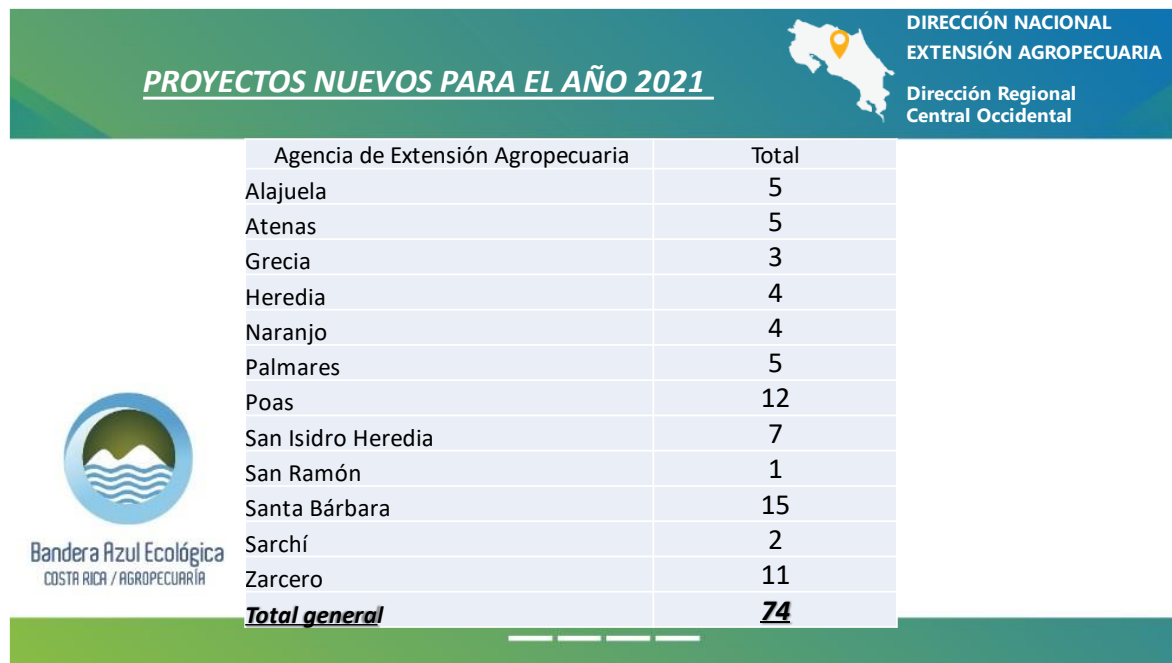 PROYECTOS NUEVOS PARA EL AÑO 2021
DIRECCIÓN NACIONAL
EXTENSIÓN AGROPECUARIA
Dirección Regional
Central Occidental
Agencia de Extensión Agropecuaria Total
Alajuela 5
Atenas 5
Grecia 3
Heredia 4
Naranjo 4
Palmares 5
Poas 12
San Isidro Heredia 7
San Ramón 1
Santa Bárbara 15
Sarchí 2
Zarcero 11
Total general 74
Bandera Azul Ecológica
COSTA RICA / AGROPECUARÍA